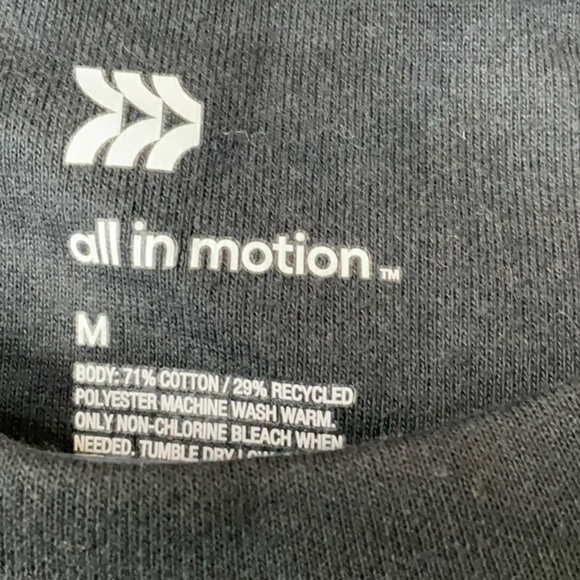 all in motion™
M
BODY: 71% COTTON / 29% RECYCLED
POLYESTER MACHINE WASH WARM.
ONLY NON-CHLORINE BLEACH WHEN
NEEDED. TUMBLE DRY LOW